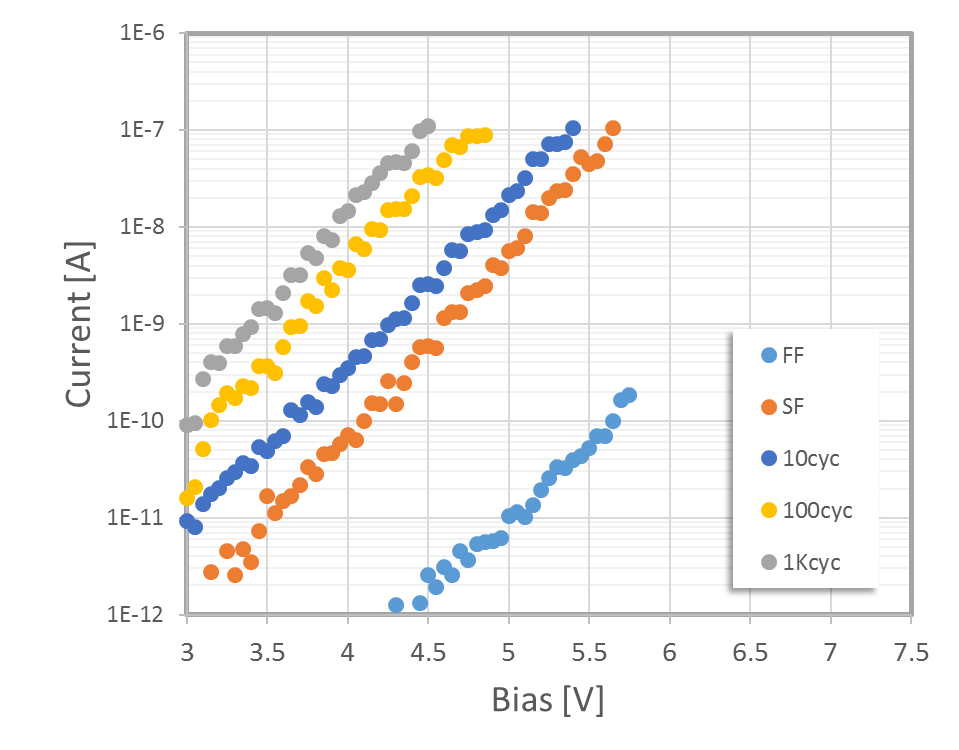 1E-6
1E-7
1E-8
1E-9
1E-10
1E-11
1E-12
Current [A]
FF
SF
10cyc
100cyc
1Kcyc
3 3.5 4 4.5 5 5.5 6 6.5 7 7.5
Bias [V]